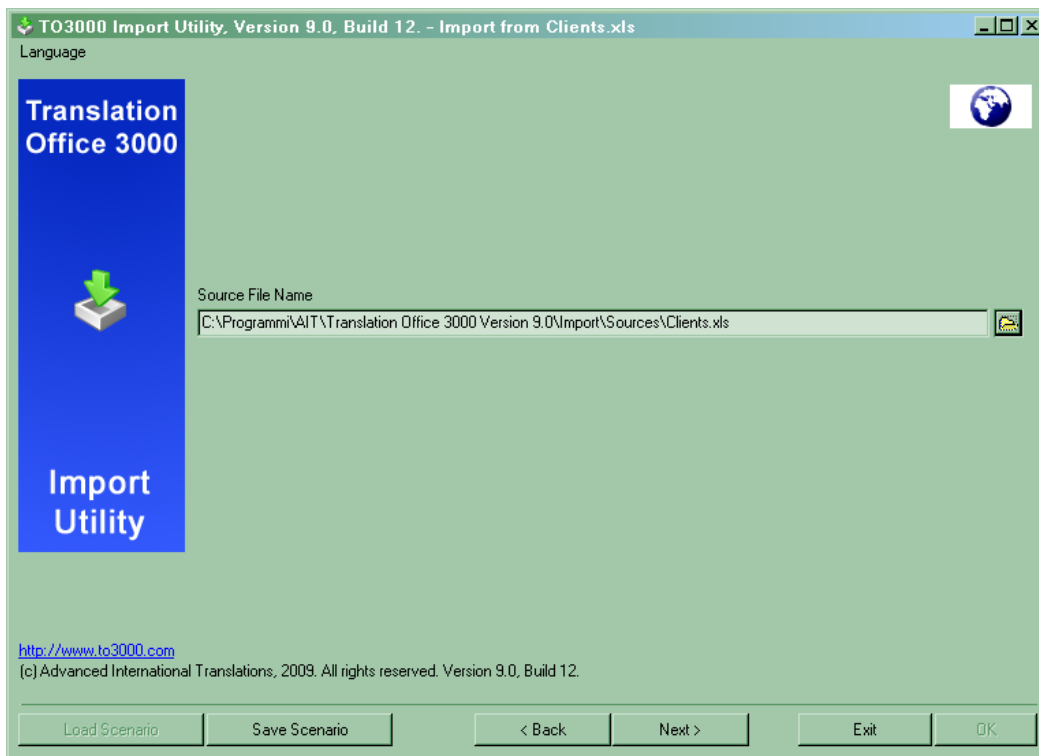 TO3000 Import Utility, Version 9.0, Build 12. - Import from Clients.xls
Language
Translation
Office 3000
Source File Name
C:\Programmi\AIT\Translation Office 3000 Version 9.0\Import\Sources\Clients.xls
Import
Utility
http://www.to3000.com
(c) Advanced International Translations, 2009. All rights reserved. Version 9.0, Build 12.
Load Scenario Save Scenario < Back Next > Exit OK